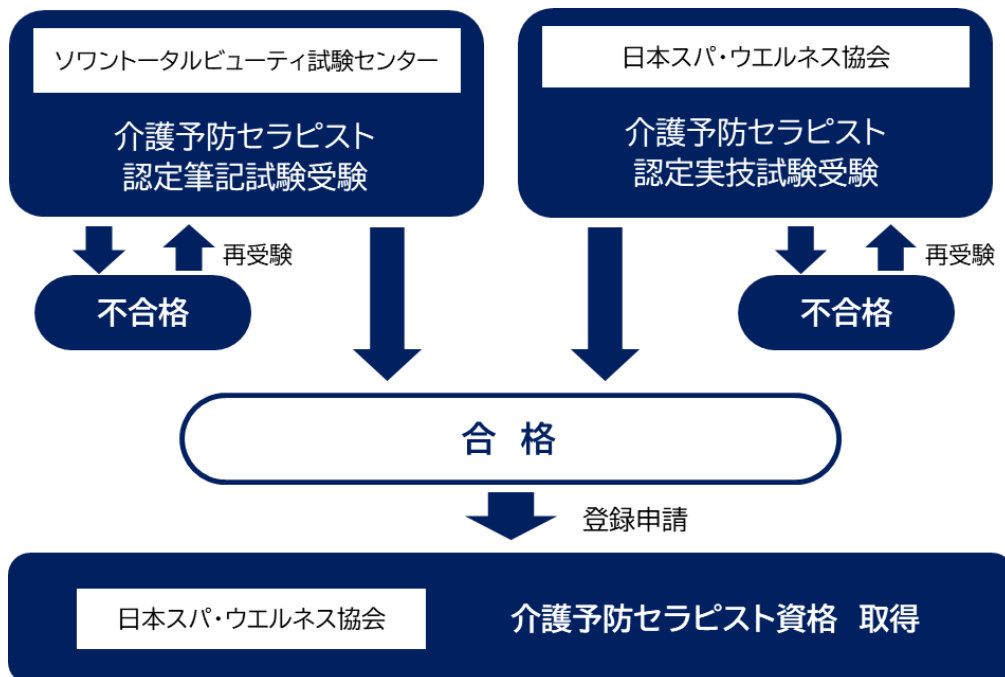 ソワントータルビューティ試験センター
介護予防セラピスト
認定筆記試験受験
日本スパ・ウエルネス協会
介護予防セラピスト
認定実技試験受験
再受験
不合格
再受験
不合格
合 格
登録申請
日本スパ・ウエルネス協会
介護予防セラピスト資格 取得